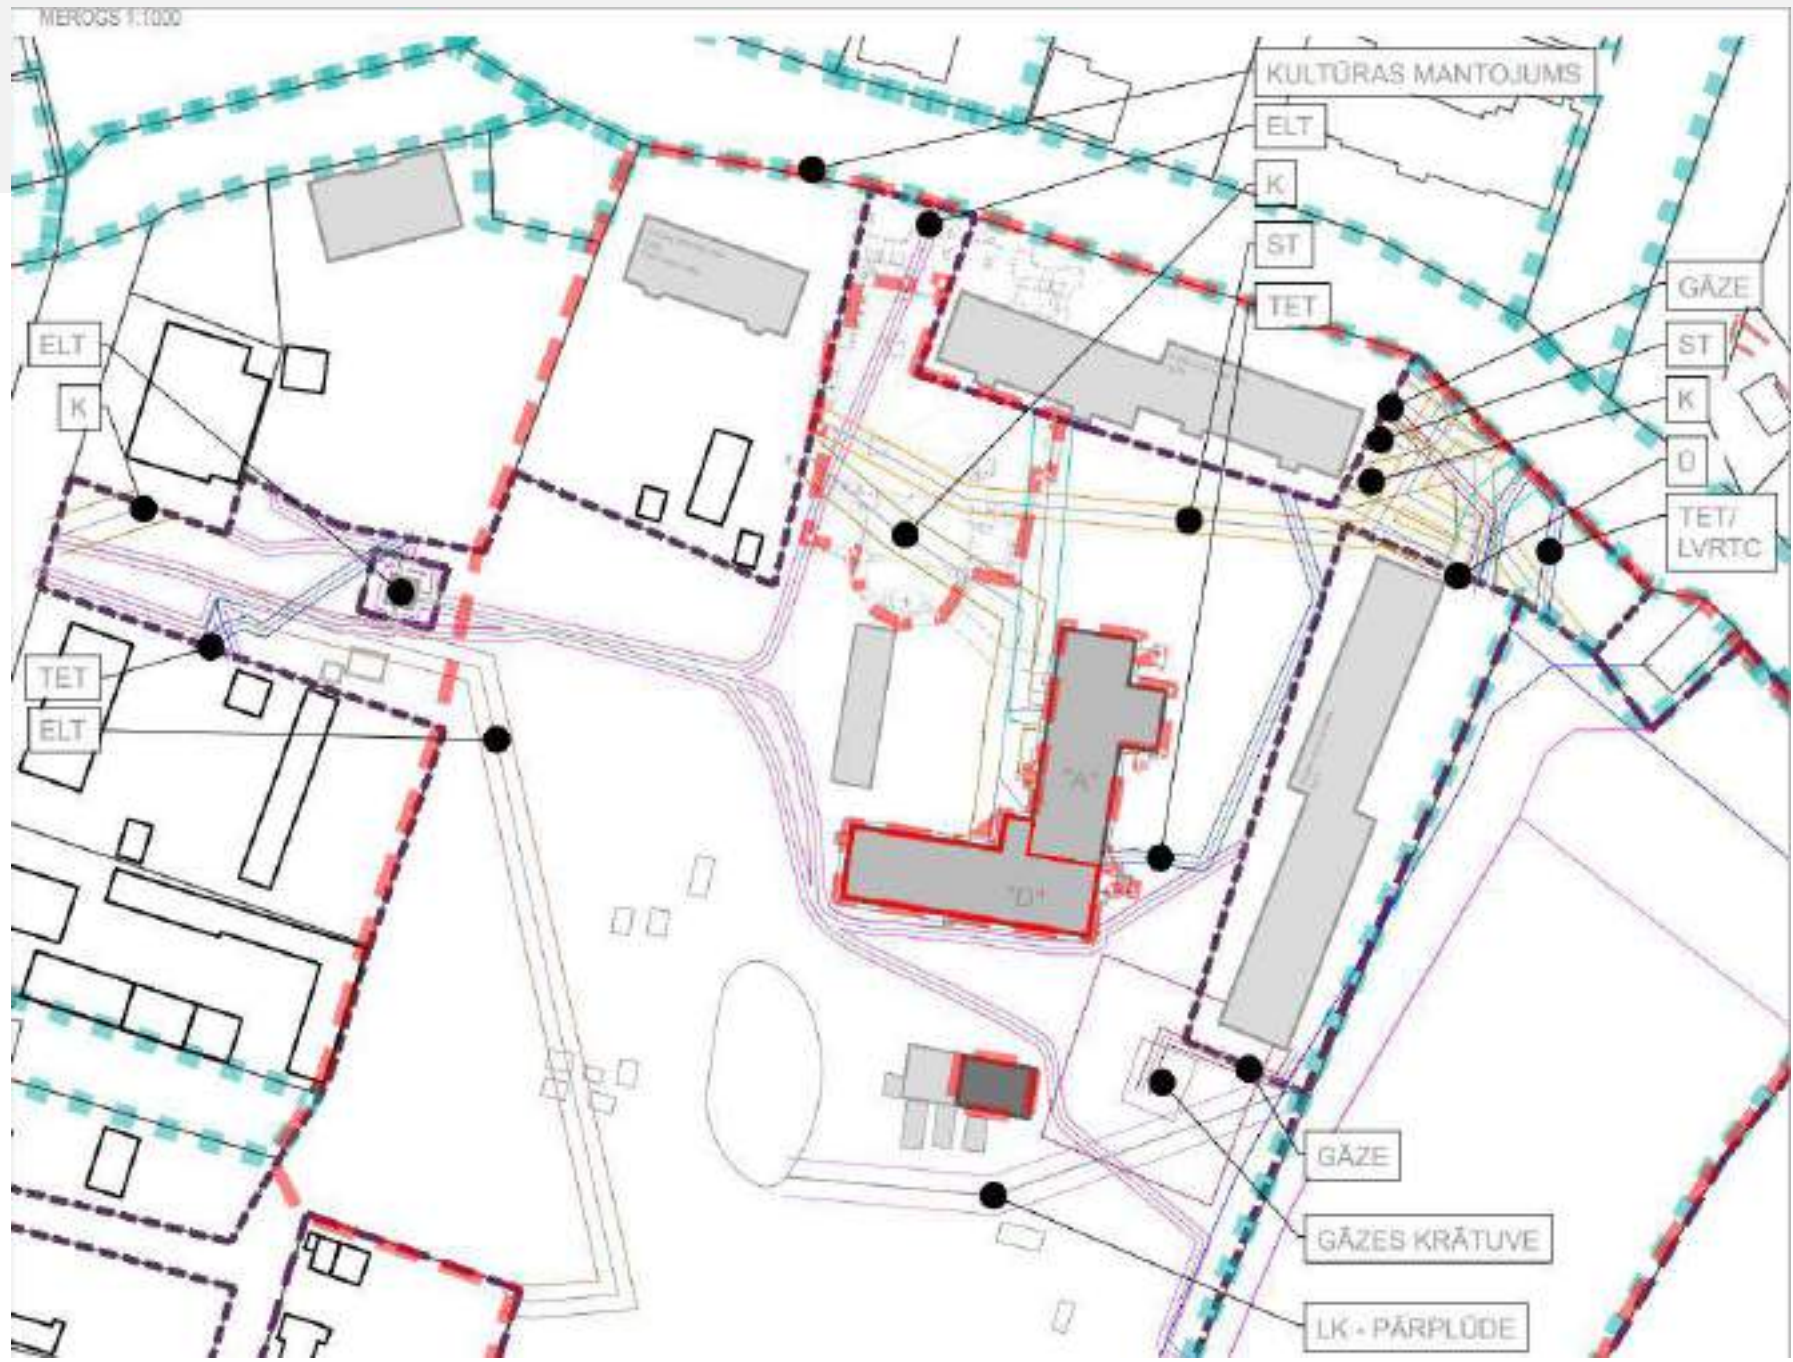 MĒROGS 1:1000
KULTŪRAS MANTOJUMS
ELT
K
ST
TET
GĀZE
ST
K
Ū
TET/
LVRTC
ELT
K
TET
ELT
"A"
"D"
GĀZE
GĀZES KRĀTUVE
LK - PĀRPLŪDE